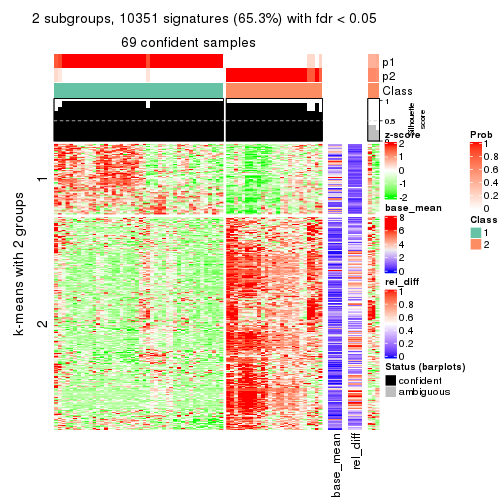 2 subgroups, 10351 signatures (65.3%) with fdr < 0.05
69 confident samples
p1
p2
Class
1
0.5
0
Silhouette
score
k-means with 2 groups
1
2
base_mean
rel_diff
z-score
2
1
0
-1
-2
base_mean
8
6
4
2
0
rel_diff
1
0.8
0.6
0.4
0.2
0
Status (barplots)
confident
ambiguous
Prob
1
0.8
0.6
0.4
0.2
0
Class
1
2